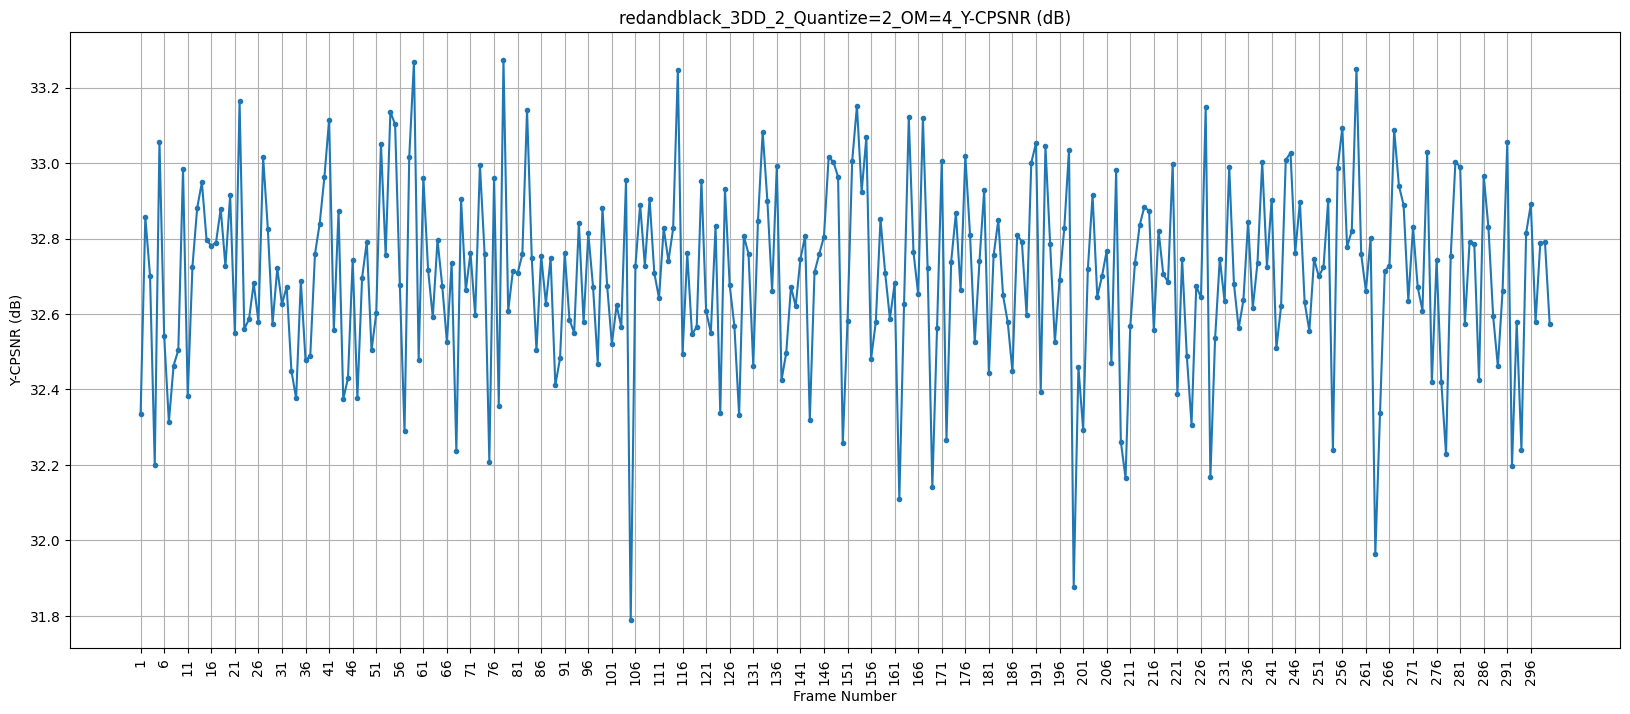 redandblack_3DD_2_Quantize=2_OM=4_Y-CPSNR (dB)
Y-CPSNR (dB)
33.2
33.0
32.8
32.6
32.4
32.2
32.0
31.8
1 6 11 16 21 26 31 36 41 46 51 56 61 66 71 76 81 86 91 96 101 106 111 116 121 126 131 136 141 146 151 156 161 166 171 176 181 186 191 196 201 206 211 216 221 226 231 236 241 246 251 256 261 266 271 276 281 286 291 296
Frame Number